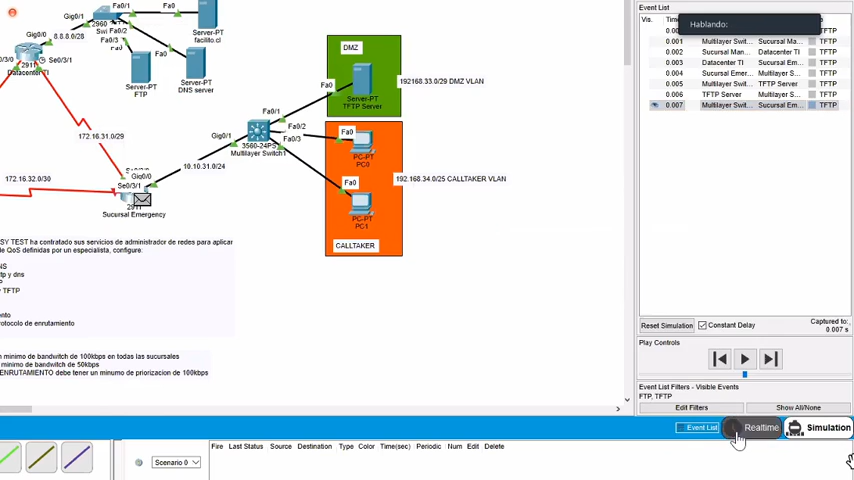 Gig0/0
8.8.8.8/28
2960
Swi
Fa0/1
Fa0/2
Fa0/3
Fa0
Server-PT
facilito.cl
Server-PT
FTP
Fa0
Server-PT
DNS server
0/3/0
2911
Datacenter TI
Se0/3/1
172.16.31.0/29
172.16.32.0/30
Se0/3/1
Gig0/0
Sucursal Emergency
10.10.31.0/24
Gig0/1
Fa0/1
Fa0/2
Fa0/3
3560-24PS
Multilayer Switch1
DMZ
Fa0
Server-PT
TFTP Server
192168.33.0/29 DMZ VLAN
Fa0
PC-PT
PC0
Fa0
PC-PT
PC1
CALLTAKER
192.168.34.0/25 CALLTAKER VLAN
SY TEST ha contratado sus servicios de administrador de redes para aplicar
de QoS definidas por un especialista, configure:
NS
tp y dns
P
y TFTP
ento
otocolo de enrutamiento
n minimo de bandwitch de 100kbps en todas las sucursales
minimo de bandwitch de 50kbps
ENRUTAMIENTO debe tener un minumo de priorizacion de 100kbps
Event List
Hablando:
Vis.
TFTP
0.001 Multilayer Swit... Sucursal Ma... TFTP
0.002 Sucursal Man... Datacenter TI TFTP
0.003 Datacenter TI Sucursal Em... TFTP
0.004 Sucursal Emer... Multilayer S... TFTP
0.005 Multilayer Swit... TFTP Server TFTP
0.006 TFTP Server Multilayer S... TFTP
0.007 Multilayer Swit... Sucursal Em... TFTP
Reset Simulation
Constant Delay
Captured to:
0.007 s
Play Controls
Event List Filters - Visible Events
FTP, TFTP
Edit Filters
Show All/None
Event List
Realtime
Simulation
Scenario 0
Fire Last Status Source Destination Type Color Time(sec) Periodic Num Edit Delete